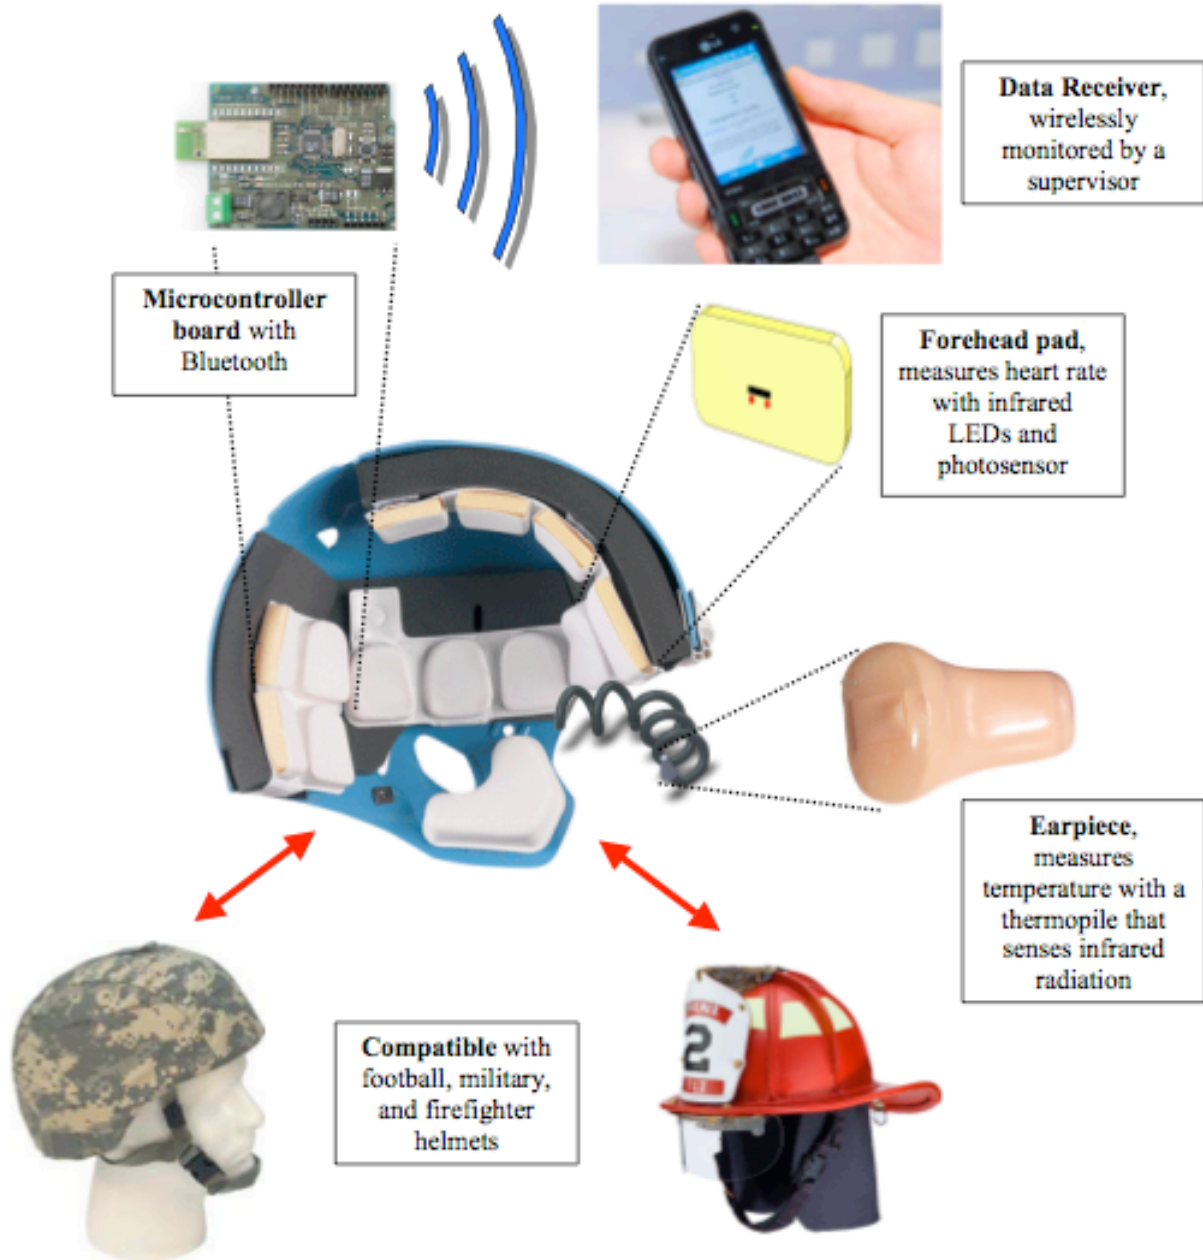 LG
Data Receiver,
wirelessly
monitored by a
supervisor
Microcontroller
board with
Bluetooth
Forehead pad,
measures heart rate
with infrared
LEDs and
photosensor
Earpiece,
measures
temperature with a
thermopile that
senses infrared
radiation
2
Compatible with
football, military,
and firefighter
helmets